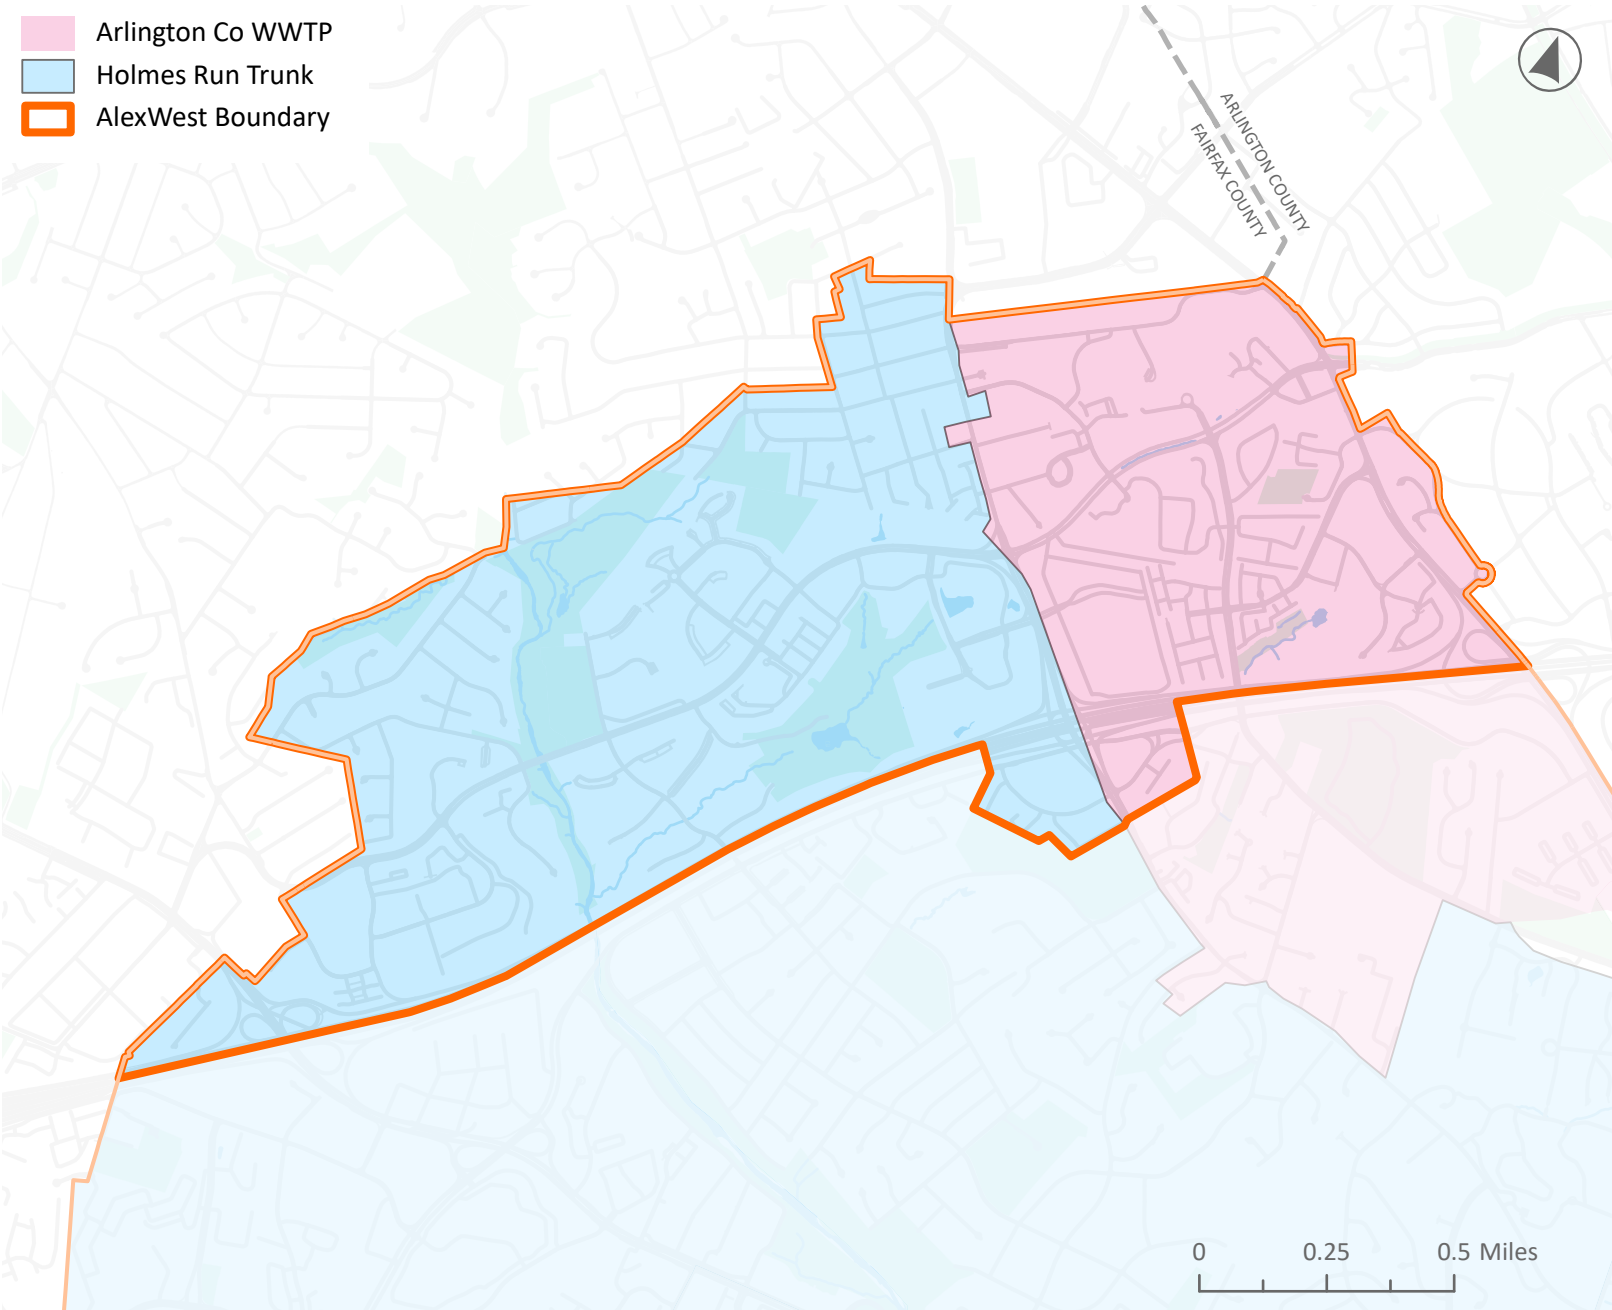 Arlington Co WWTP
Holmes Run Trunk
AlexWest Boundary
ARLINGTON COUNTY
FAIRFAX COUNTY
0 0.25 0.5 Miles